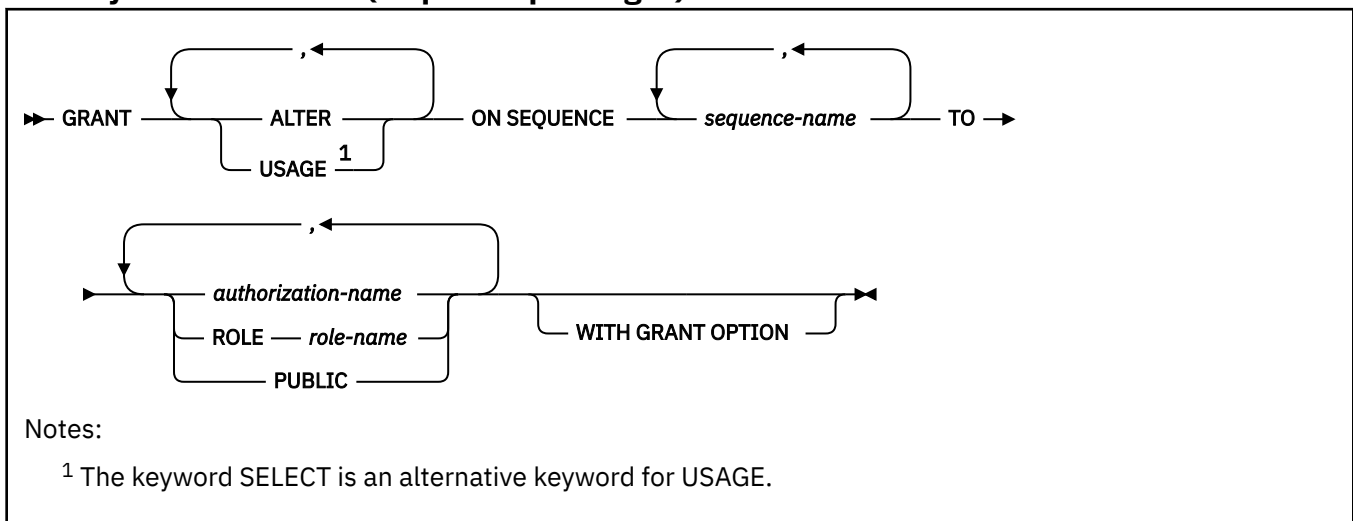 ,
,
GRANT ALTER ON SEQUENCE sequence-name TO
USAGE 1
,
authorization-name
ROLE role-name WITH GRANT OPTION
PUBLIC
Notes:
1 The keyword SELECT is an alternative keyword for USAGE.